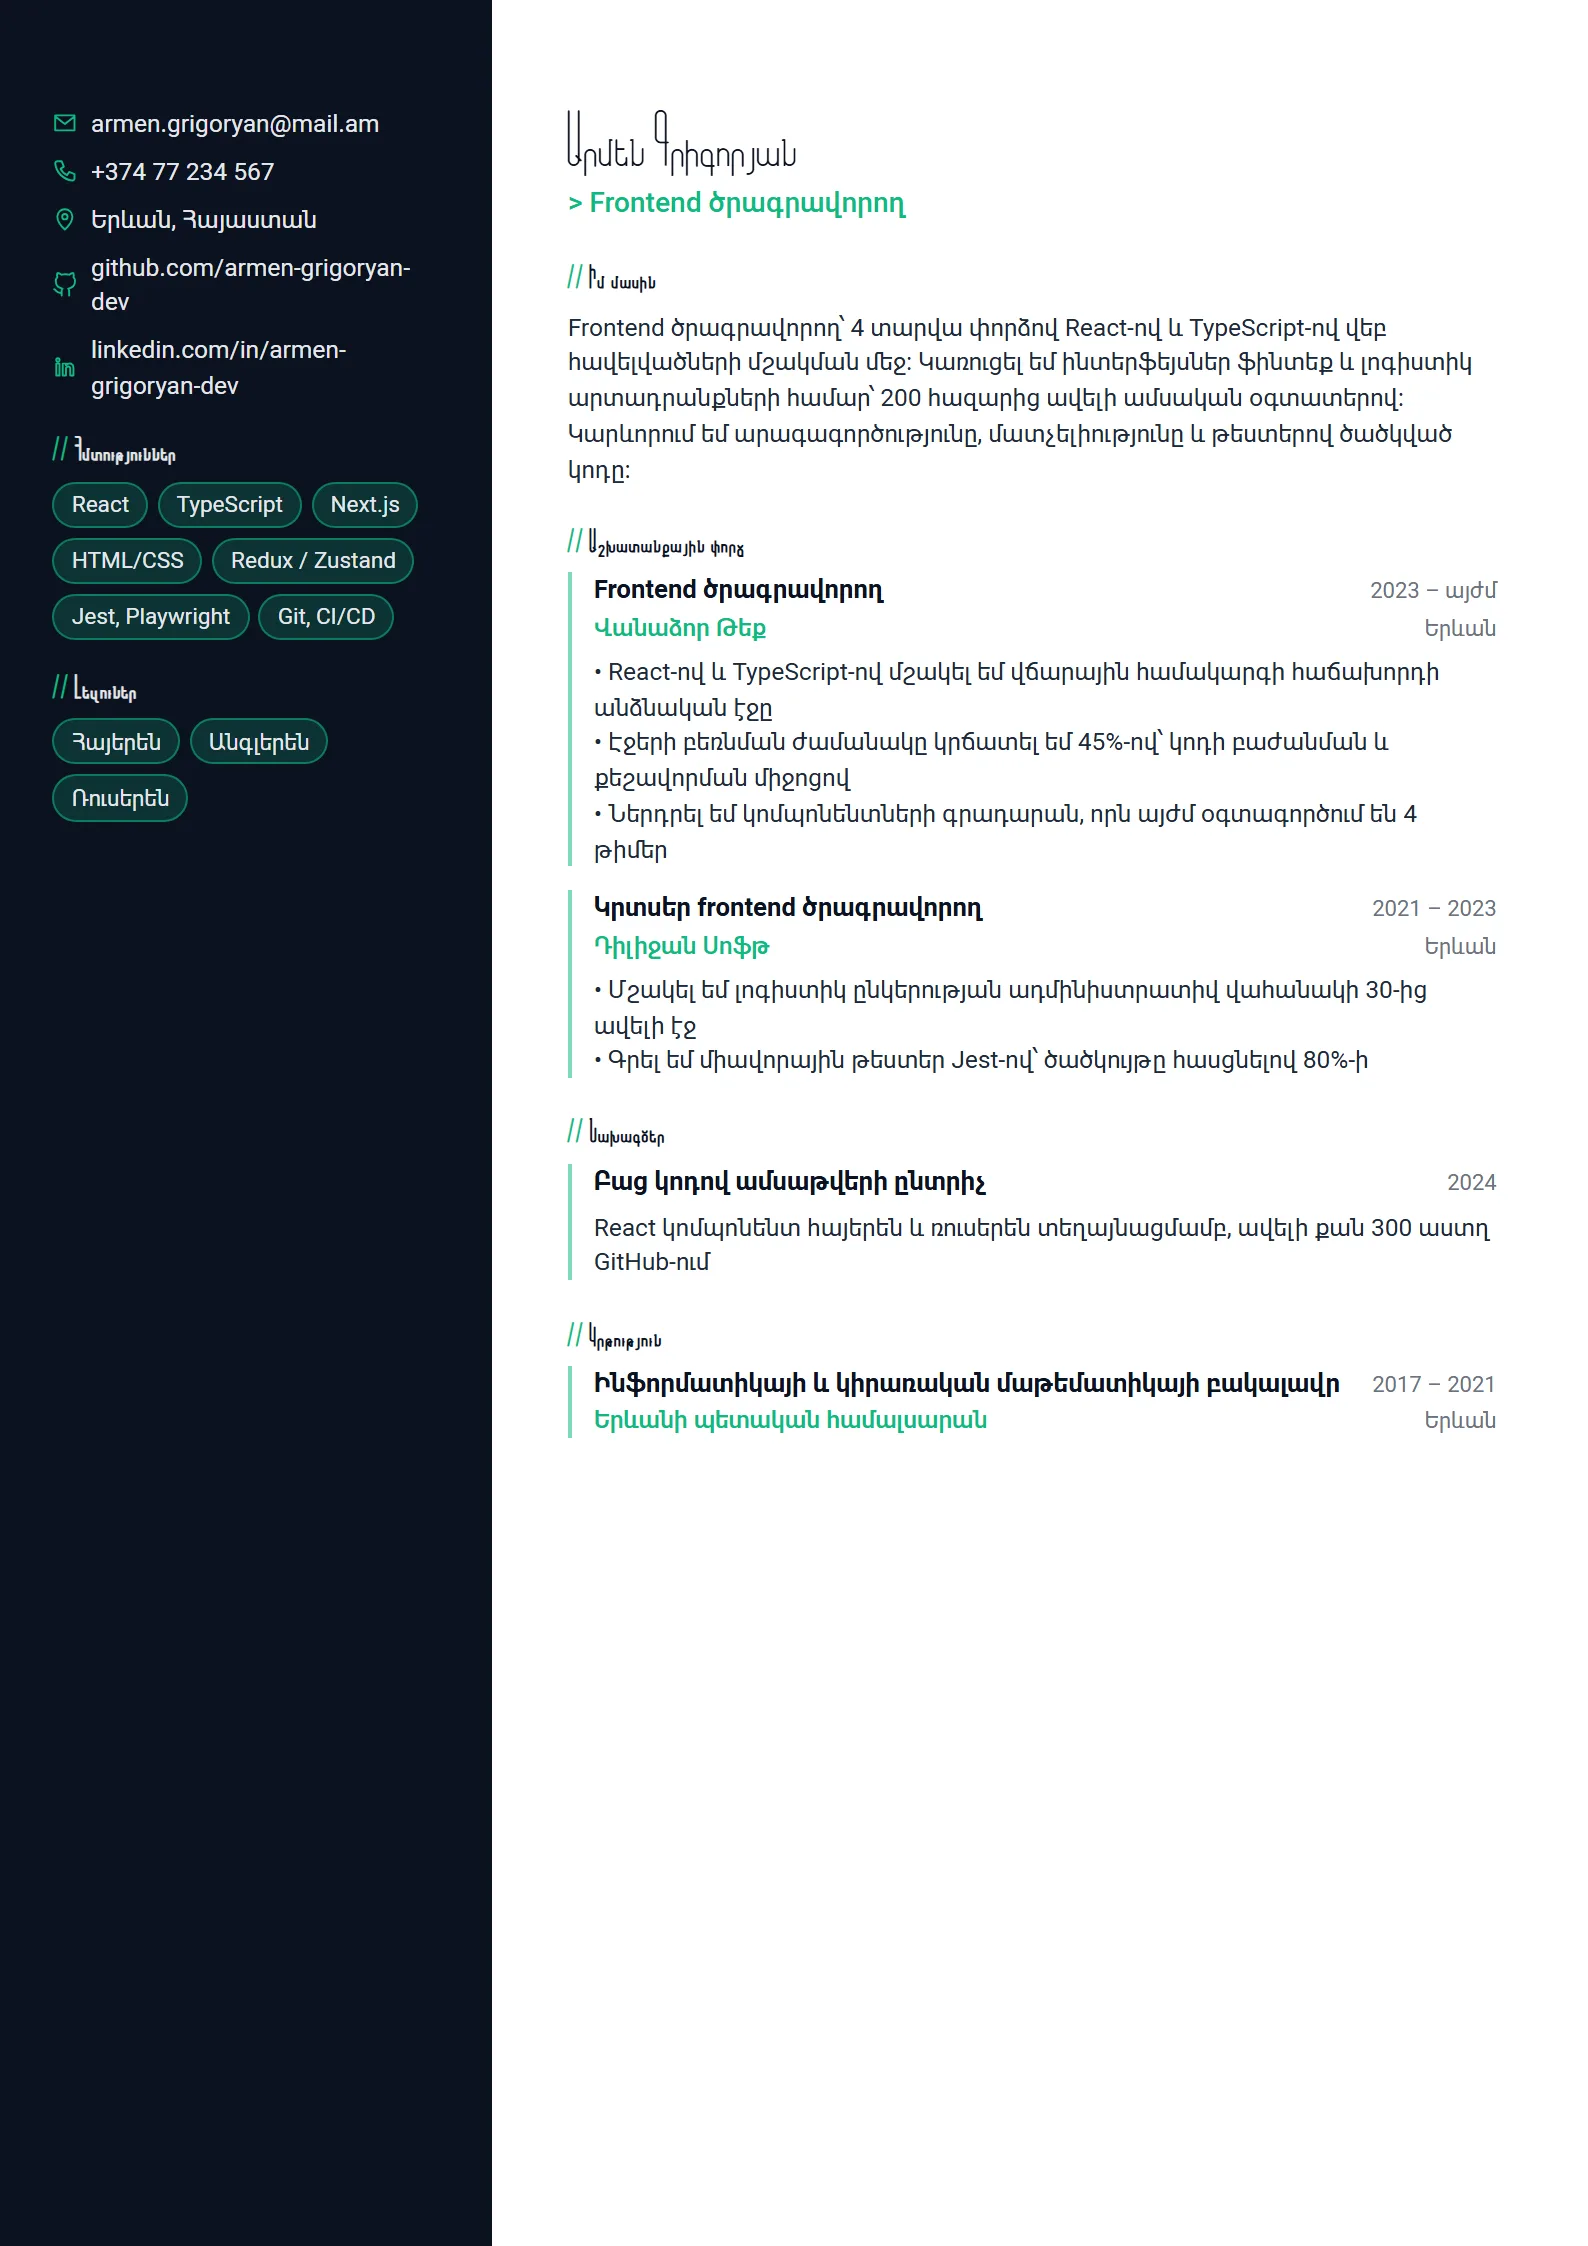 armen.grigoryan@mail.am
+374 77 234 567
Երևան, Հայաստան
github.com/armen-grigoryan-
dev
linkedin.com/in/armen-
grigoryan-dev
// Հմտություններ
React TypeScript Next.js
HTML/CSS Redux / Zustand
Jest, Playwright Git, CI/CD
// Լեզուներ
Հայերեն Անգլերեն
Ռուսերեն
Արմեն Գրիգորյան
> Frontend ծրագրավորող
// Իմ մասին
Frontend ծրագրավորող՝ 4 տարվա փորձով React-ով և TypeScript-ով վեբ
հավելվածների մշակման մեջ: Կառուցել եմ ինտերֆեյսներ ֆինտեք և լոգիստիկ
արտադրանքների համար՝ 200 հազարից ավելի ամսական օգտատերով:
Կարևորում եմ արագագործությունը, մատչելիությունը և թեստերով ծածկված
կոդը:
// Աշխատանքային փորձ
Frontend ծրագրավորող 2023 – այժմ
Վանաձոր Թեք Երևան
• React-ով և TypeScript-ով մշակել եմ վճարային համակարգի հաճախորդի
անձնական էջը
• Էջերի բեռնման ժամանակը կրճատել եմ 45%-ով՝ կոդի բաժանման և
քեշավորման միջոցով
• Ներդրել եմ կոմպոնենտների գրադարան, որն այժմ օգտագործում են 4
թիմեր
Կրտսեր frontend ծրագրավորող 2021 – 2023
Դիլիջան Սոֆթ Երևան
• Մշակել եմ լոգիստիկ ընկերության ադմինիստրատիվ վահանակի 30-ից
ավելի էջ
• Գրել եմ միավորային թեստեր Jest-ով՝ ծածկույթը հասցնելով 80%-ի
// Նախագծեր
Բաց կոդով ամսաթվերի ընտրիչ 2024
React կոմպոնենտ հայերեն և ռուսերեն տեղայնացմամբ, ավելի քան 300 աստղ
GitHub-ում
// Կրթություն
Ինֆորմատիկայի և կիրառական մաթեմատիկայի բակալավր 2017 – 2021
Երևանի պետական համալսարան Երևան